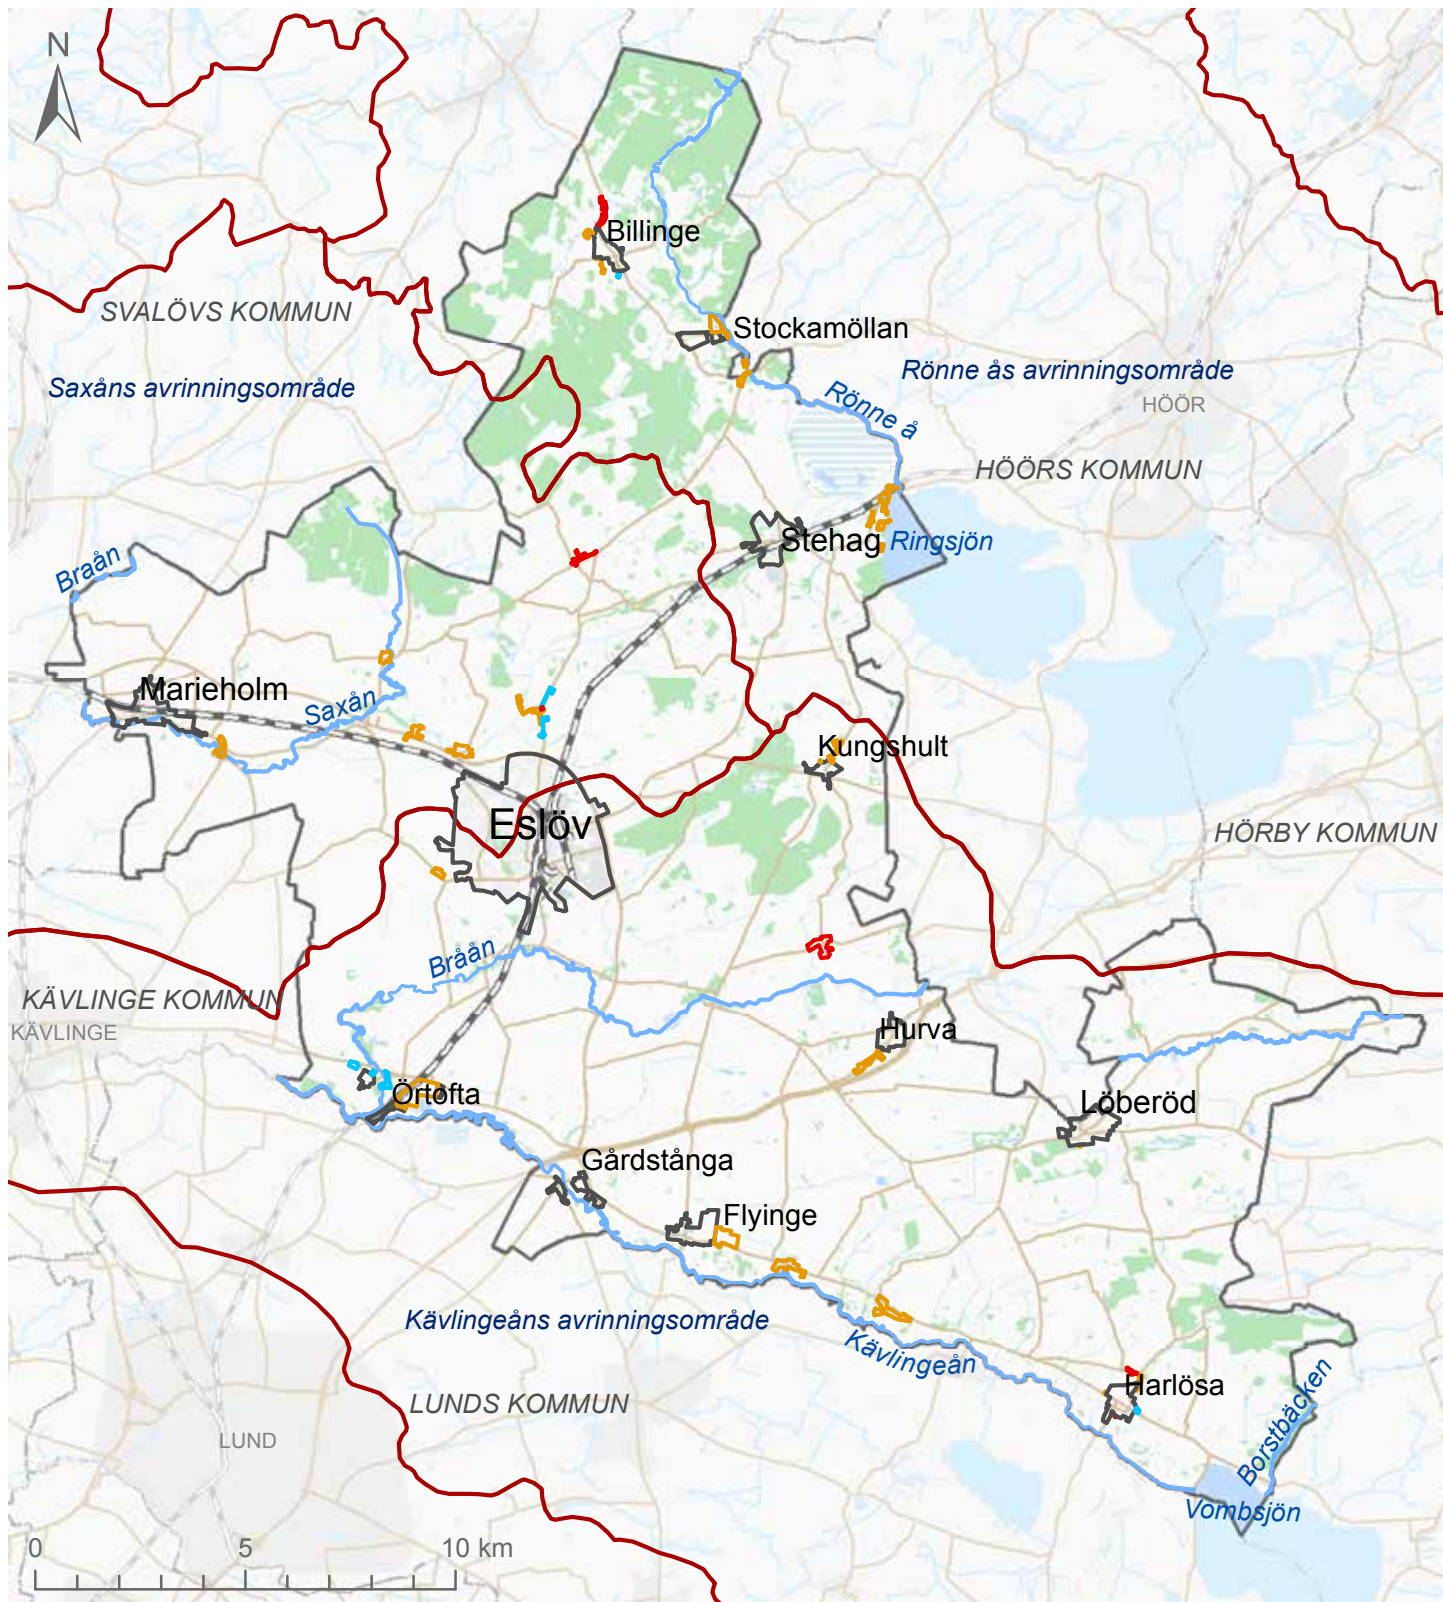 N
Billinge
SVALÖVS KOMMUN
Stockamöllan
Saxåns avrinningsområde
Rönne ås avrinningsområde
Rönne å
HÖÖR
HÖÖRS KOMMUN
Stehag
Ringsjön
Braån
Marieholm
Saxån
Kungshult
Eslöv
HÖRBY KOMMUN
Bråån
KÄVLINGE KOMMUN
KÄVLINGE
Hurva
Örtofta
Löberöd
Gårdstånga
Flyinge
Kävlingeåns avrinningsområde
Kävlingeån
Harlösa
LUNDS KOMMUN
Borstbäcken
LUND
Vombsjön
0 5 10 km